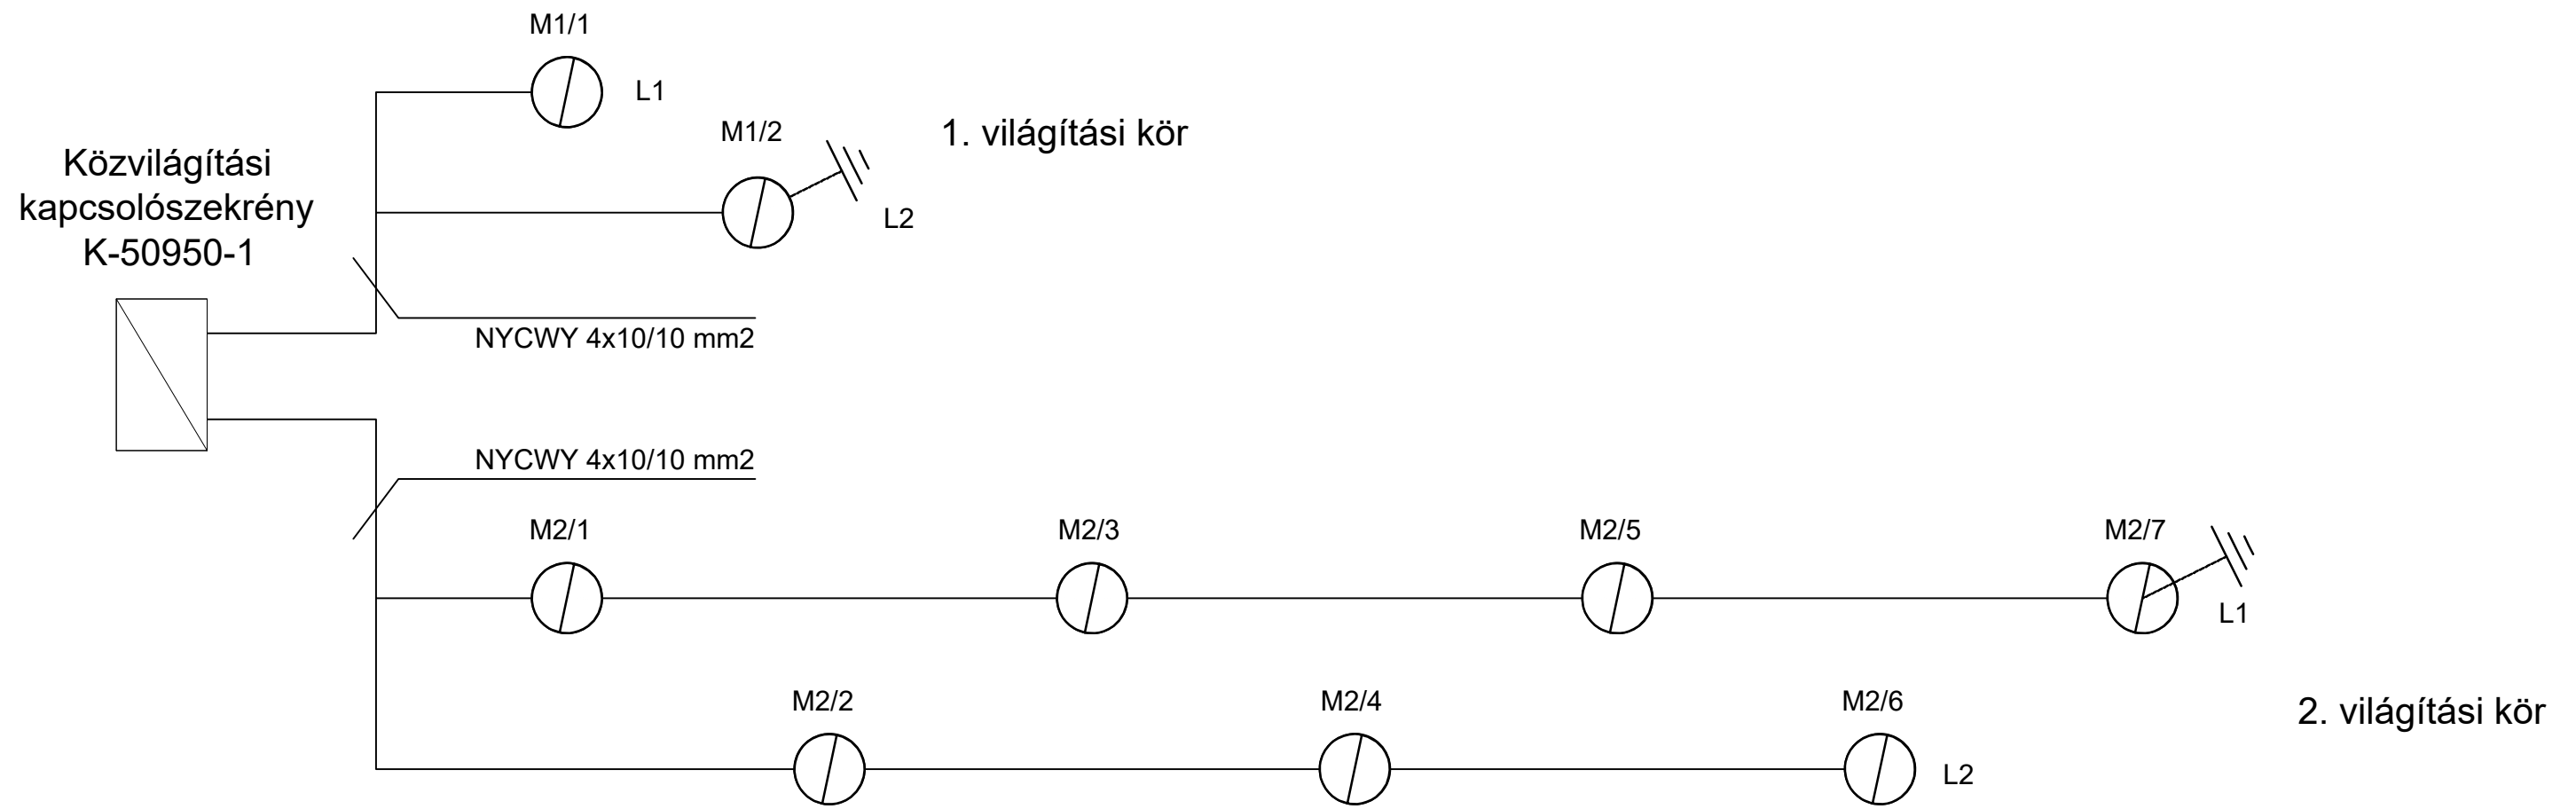 M1/1
L1
M1/2
1. világítási kör
Közvilágítási
kapcsolószekrény
K-50950-1
L2
NYCWY 4x10/10 mm2
NYCWY 4x10/10 mm2
M2/1
M2/3
M2/5
M2/7
L1
M2/2
M2/4
M2/6
2. világítási kör
L2